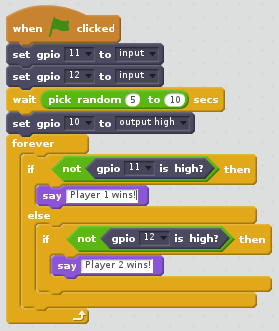 when clicked
set gpio 11 to input
set gpio 12 to input
wait pick random 5 to 10 secs
set gpio 10 to output high
forever
if not gpio 11 is high? then
say Player 1 wins!
else
if not gpio 12 is high? then
say Player 2 wins!